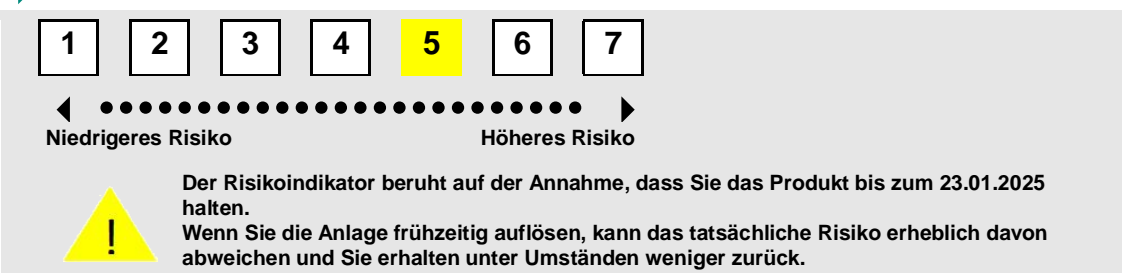 1 2 3 4 5 6 7
Niedrigeres Risiko Höheres Risiko
Der Risikoindikator beruht auf der Annahme, dass Sie das Produkt bis zum 23.01.2025
halten.
Wenn Sie die Anlage frühzeitig auflösen, kann das tatsächliche Risiko erheblich davon
abweichen und Sie erhalten unter Umständen weniger zurück.
!